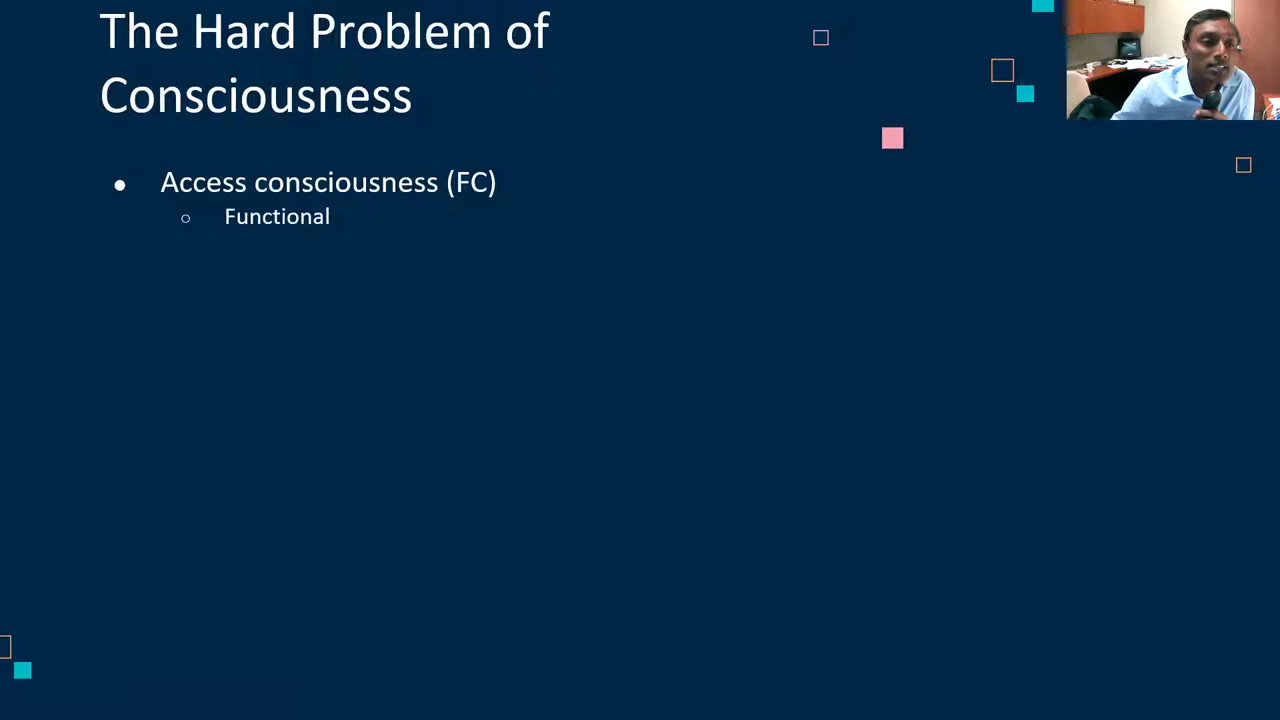 The Hard Problem of
Consciousness
● Access consciousness (FC)
○ Functional